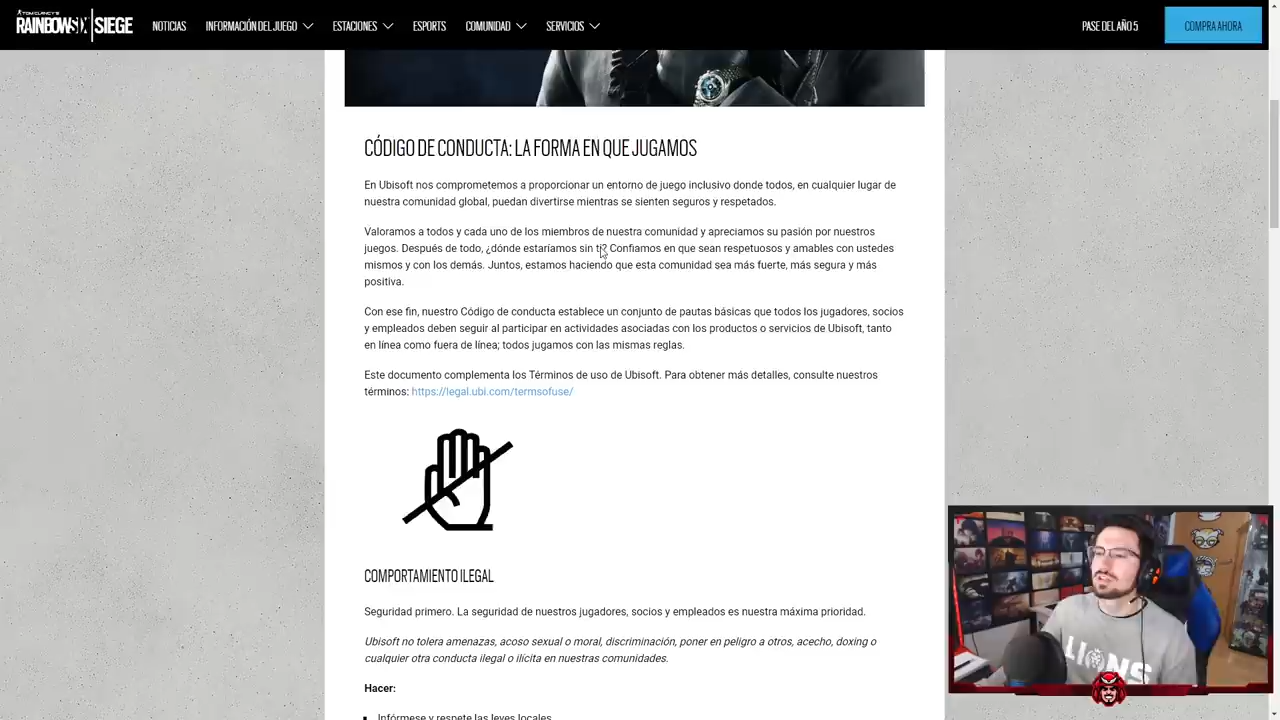 TOM CLANCY'S
RAINBOW SIX | SIEGE
NOTICIAS
INFORMACIÓN DEL JUEGO
ESTACIONES
ESPORTS
COMUNIDAD
SERVICIOS
PASE DEL AÑO 5
COMPRA AHORA
CÓDIGO DE CONDUCTA: LA FORMA EN QUE JUGAMOS
En Ubisoft nos comprometemos a proporcionar un entorno de juego inclusivo donde todos, en cualquier lugar de
nuestra comunidad global, puedan divertirse mientras se sienten seguros y respetados.
Valoramos a todos y cada uno de los miembros de nuestra comunidad y apreciamos su pasión por nuestros
juegos. Después de todo, ¿dónde estaríamos sin ti? Confiamos en que sean respetuosos y amables con ustedes
mismos y con los demás. Juntos, estamos haciendo que esta comunidad sea más fuerte, más segura y más
positiva.
Con ese fin, nuestro Código de conducta establece un conjunto de pautas básicas que todos los jugadores, socios
y empleados deben seguir al participar en actividades asociadas con los productos o servicios de Ubisoft, tanto
en línea como fuera de línea; todos jugamos con las mismas reglas.
Este documento complementa los Términos de uso de Ubisoft. Para obtener más detalles, consulte nuestros
términos: https://legal.ubi.com/termsofuse/
COMPORTAMIENTO ILEGAL
Seguridad primero. La seguridad de nuestros jugadores, socios y empleados es nuestra máxima prioridad.
Ubisoft no tolera amenazas, acoso sexual o moral, discriminación, poner en peligro a otros, acecho, doxing o
cualquier otra conducta ilegal o ilícita en nuestras comunidades.
Hacer:
Infórmese y respete las leyes locales
LIONS